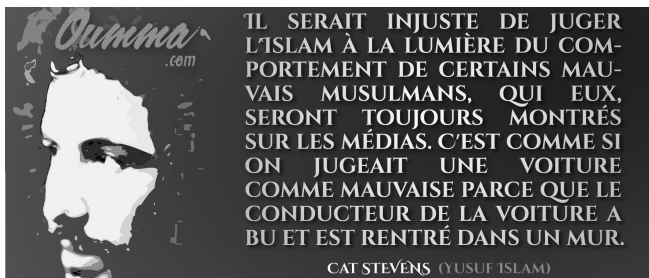 Oumma
.com
IL SERAIT INJUSTE DE JUGER
L'ISLAM À LA LUMIÈRE DU COM-
PORTEMENT DE CERTAINS MAU-
VAIS MUSULMANS, QUI EUX,
SERONT TOUJOURS MONTRÉS
SUR LES MÉDIAS. C'EST COMME SI
ON JUGEAIT UNE VOITURE
COMME MAUVAISE PARCE QUE LE
CONDUCTEUR DE LA VOITURE A
BU ET EST RENTRÉ DANS UN MUR.
CAT STEVENS (YUSUF ISLAM)